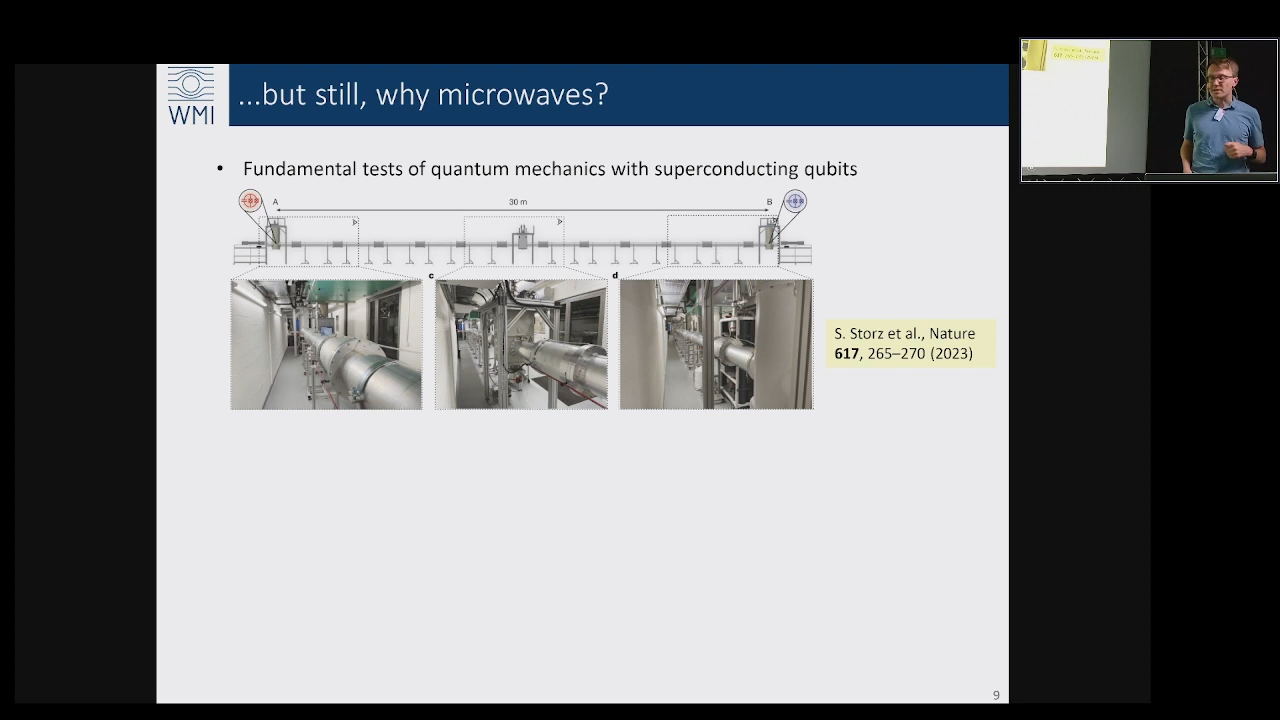 WMI
...but still, why microwaves?
• Fundamental tests of quantum mechanics with superconducting qubits
A
30 m
B
c
d
S. Storz et al., Nature
617, 265–270 (2023)
9